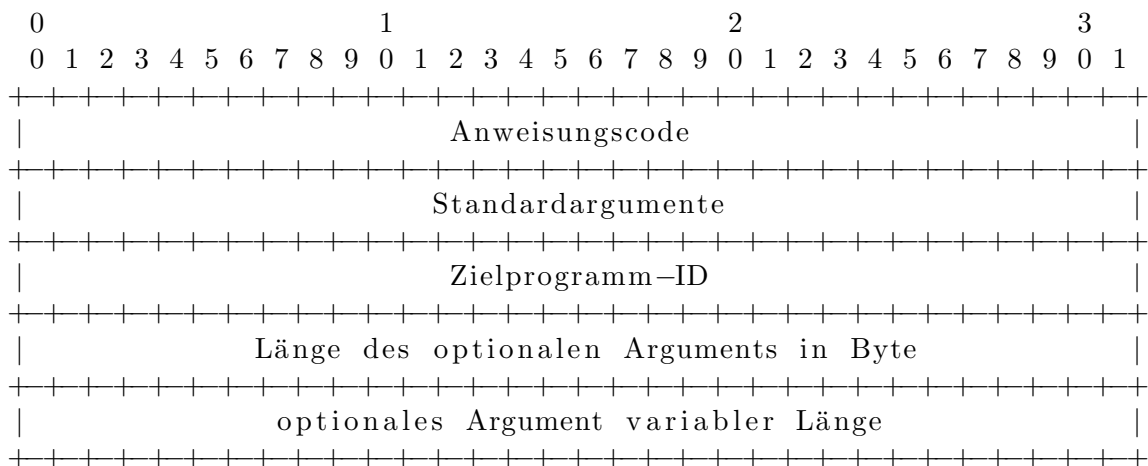 0 1 2 3
0 1 2 3 4 5 6 7 8 9 0 1 2 3 4 5 6 7 8 9 0 1 2 3 4 5 6 7 8 9 0 1
+-+-+-+-+-+-+-+-+-+-+-+-+-+-+-+-+-+-+-+-+-+-+-+-+-+-+-+-+-+-+-+-+
| Anweisungscode |
+-+-+-+-+-+-+-+-+-+-+-+-+-+-+-+-+-+-+-+-+-+-+-+-+-+-+-+-+-+-+-+-+
| Standardargumente |
+-+-+-+-+-+-+-+-+-+-+-+-+-+-+-+-+-+-+-+-+-+-+-+-+-+-+-+-+-+-+-+-+
| Zielprogramm-ID |
+-+-+-+-+-+-+-+-+-+-+-+-+-+-+-+-+-+-+-+-+-+-+-+-+-+-+-+-+-+-+-+-+
| Länge des optionalen Arguments in Byte |
+-+-+-+-+-+-+-+-+-+-+-+-+-+-+-+-+-+-+-+-+-+-+-+-+-+-+-+-+-+-+-+-+
| optionales Argument variabler Länge |
+-+-+-+-+-+-+-+-+-+-+-+-+-+-+-+-+-+-+-+-+-+-+-+-+-+-+-+-+-+-+-+-+